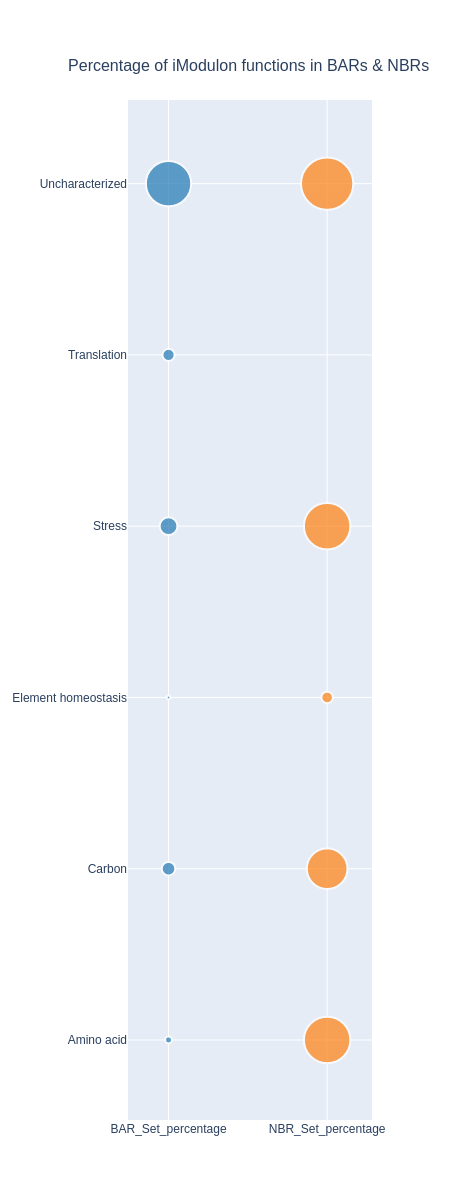 Percentage of iModulon functions in BARs & NBRs
Uncharacterized
Translation
Stress
Element homeostasis
Carbon
Amino acid
BAR_Set_percentage
NBR_Set_percentage